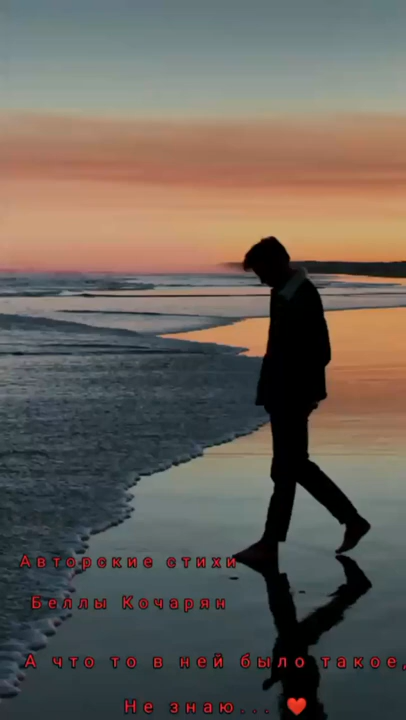 Авторские стихи
Беллы Кочарян
А что то в ней было такое,
Не знаю... ❤️